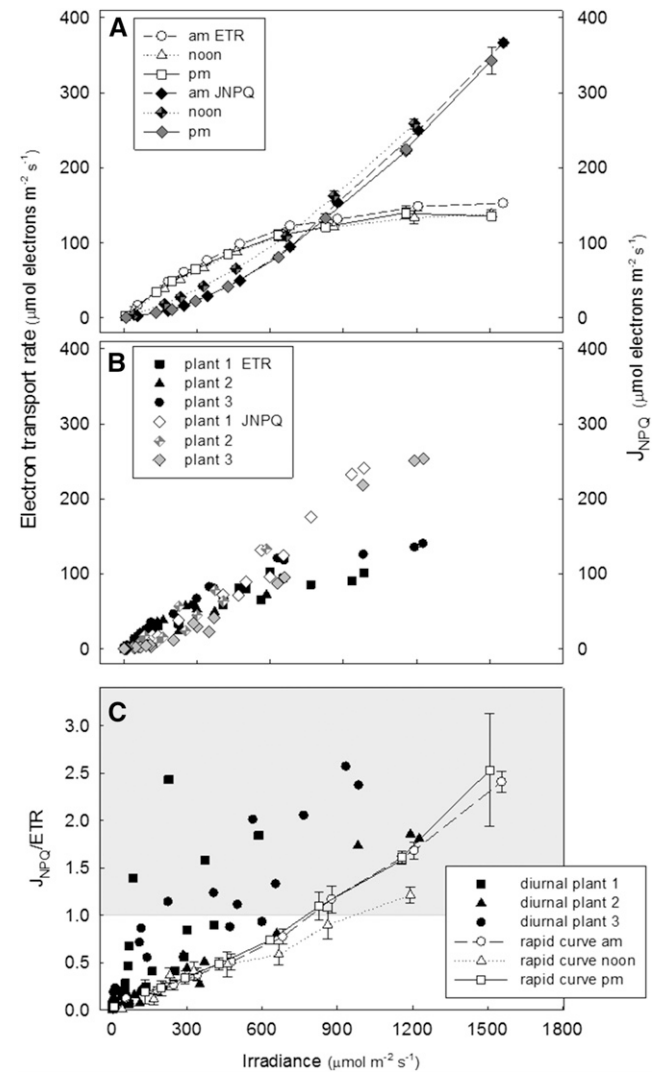 A
am ETR
noon
pm
am JNPQ
noon
pm
400
300
200
100
0
400
300
200
100
0
B
plant 1 ETR
plant 2
plant 3
plant 1 JNPQ
plant 2
plant 3
400
300
200
100
0
400
300
200
100
0
Electron transport rate (μmol electrons m-2 s-1)
JNPQ (μmol electrons m-2 s-1)
C
3.0
2.5
2.0
1.5
1.0
0.5
0.0
JNPQ/ETR
diurnal plant 1
diurnal plant 2
diurnal plant 3
rapid curve am
rapid curve noon
rapid curve pm
0 300 600 900 1200 1500 1800
Irradiance (μmol m-2 s-1)